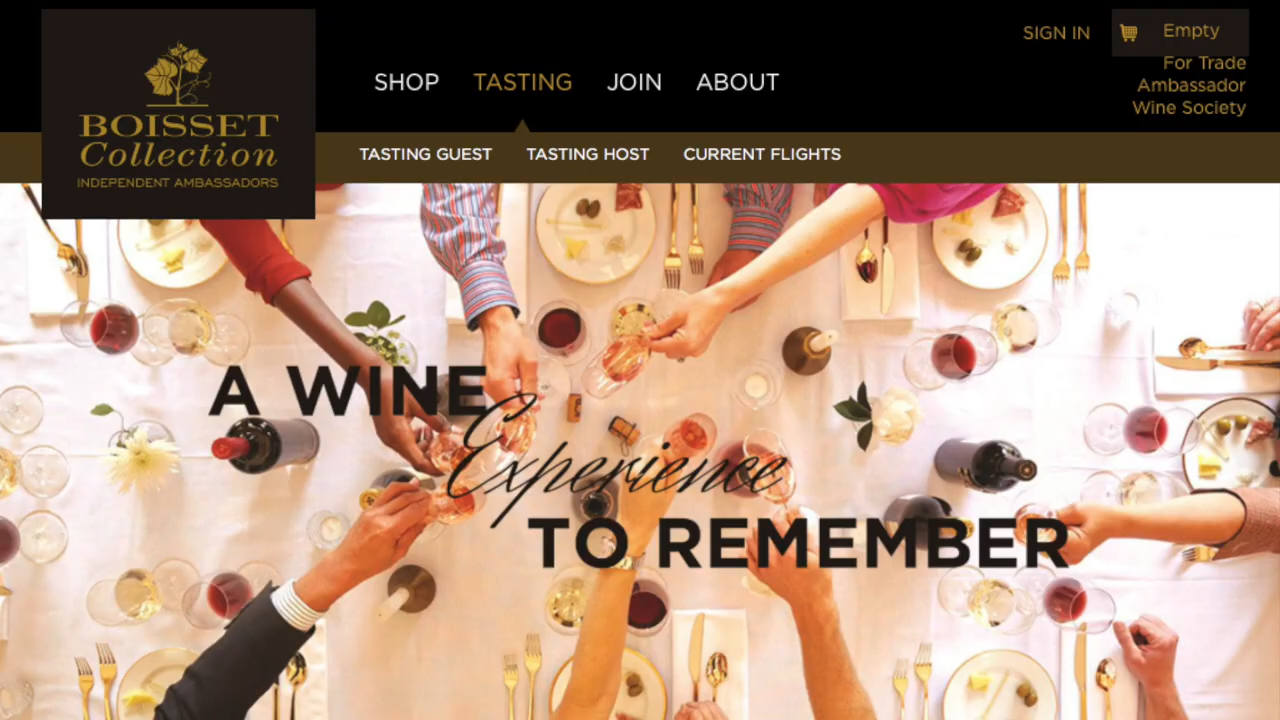 SIGN IN
Empty
For Trade
Ambassador
Wine Society
SHOP TASTING JOIN ABOUT
BOISSET
Collection
INDEPENDENT AMBASSADORS
TASTING GUEST TASTING HOST CURRENT FLIGHTS
A WINE
Experience
TO REMEMBER